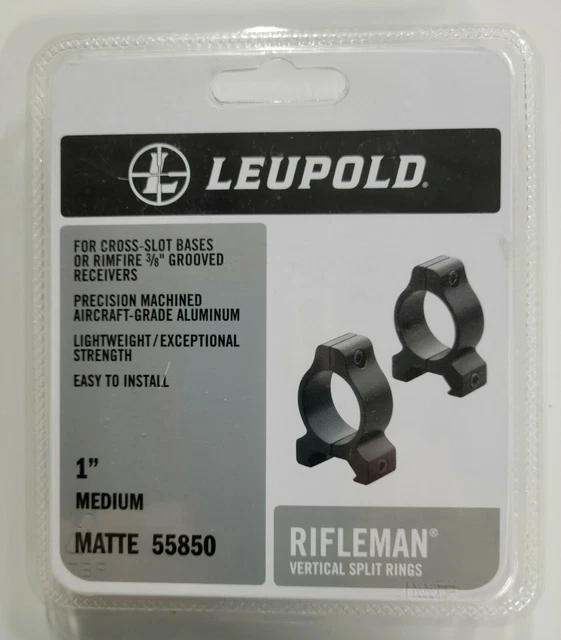 LEUPOLD®
FOR CROSS-SLOT BASES
OR RIMFIRE 3/8" GROOVED
RECEIVERS
PRECISION MACHINED
AIRCRAFT-GRADE ALUMINUM
LIGHTWEIGHT/EXCEPTIONAL
STRENGTH
EASY TO INSTALL
1”
MEDIUM
MATTE 55850
RIFLEMAN®
VERTICAL SPLIT RINGS